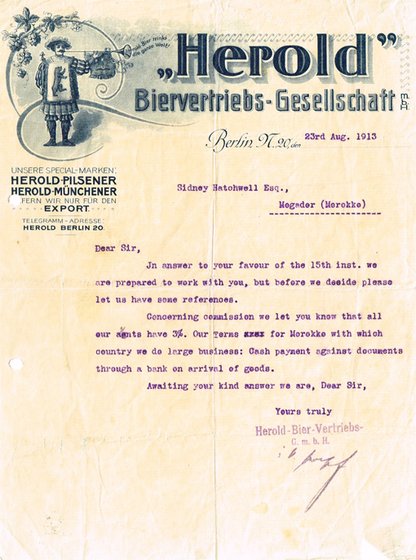 „Herold"
Biervertriebs-Gesellschaft m.b.H.
Berlin N.20, den 23rd Aug. 1913
UNSERE SPECIAL-MARKEN:
HEROLD-PILSENER
HEROLD-MÜNCHENER
FERN WIR NUR FÜR DEN
EXPORT.
TELEGRAMM-ADRESSE:
HEROLD BERLIN 20.
Sidney Hatchwell Esq.,
Mogador (Morokko)
Dear Sir,
Jn answer to your favour of the 15th inst. we
are prepared to work with you, but before we decide please
let us have some references.
Concerning commission we let you know that all
our agents have 3%. Our Terms xxxx for Morokko with which
country we do large business: Cash payment against documents
through a bank on arrival of goods.
Awaiting your kind answer we are, Dear Sir,
Yours truly
Herold-Bier-Vertriebs-
G. m. b. H.